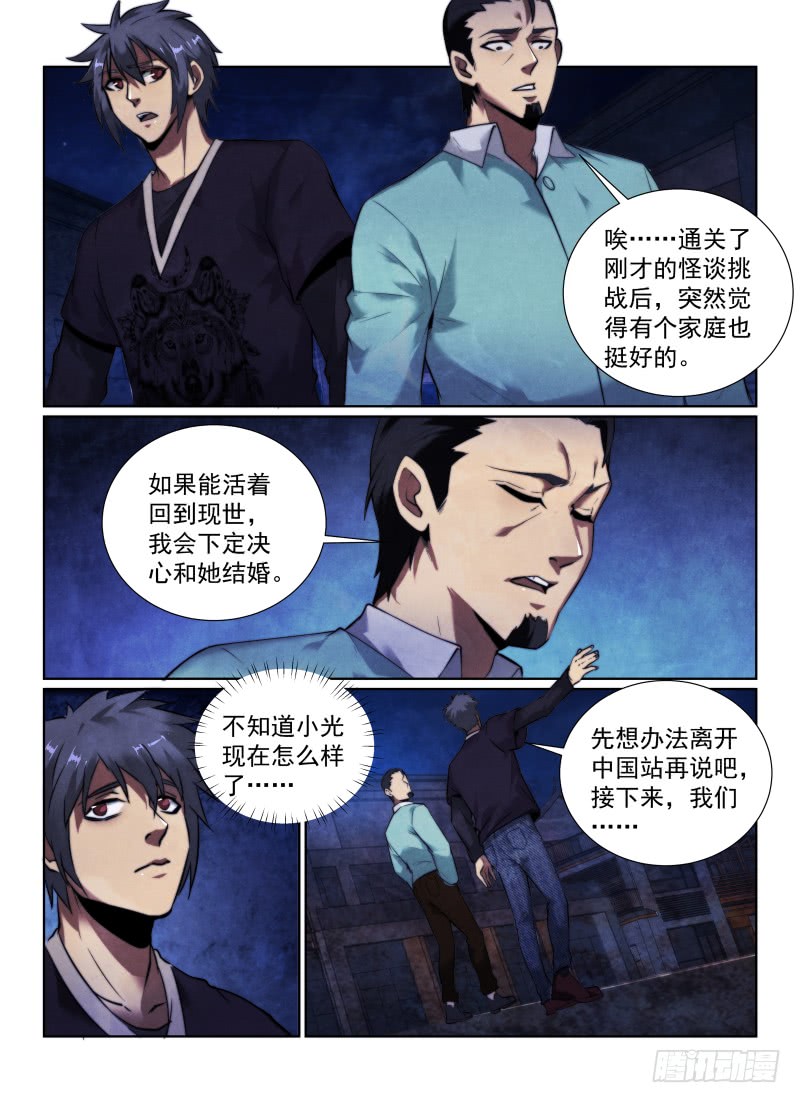 唉……通关了
刚才的怪谈挑
战后，突然觉
得有个家庭也
挺好的。
如果能活着
回到现世，
我会下定决
心和她结婚。
不知道小光
现在怎么样
了……
先想办法离开
中国站再说吧，
接下来，我们
……
腾讯动漫